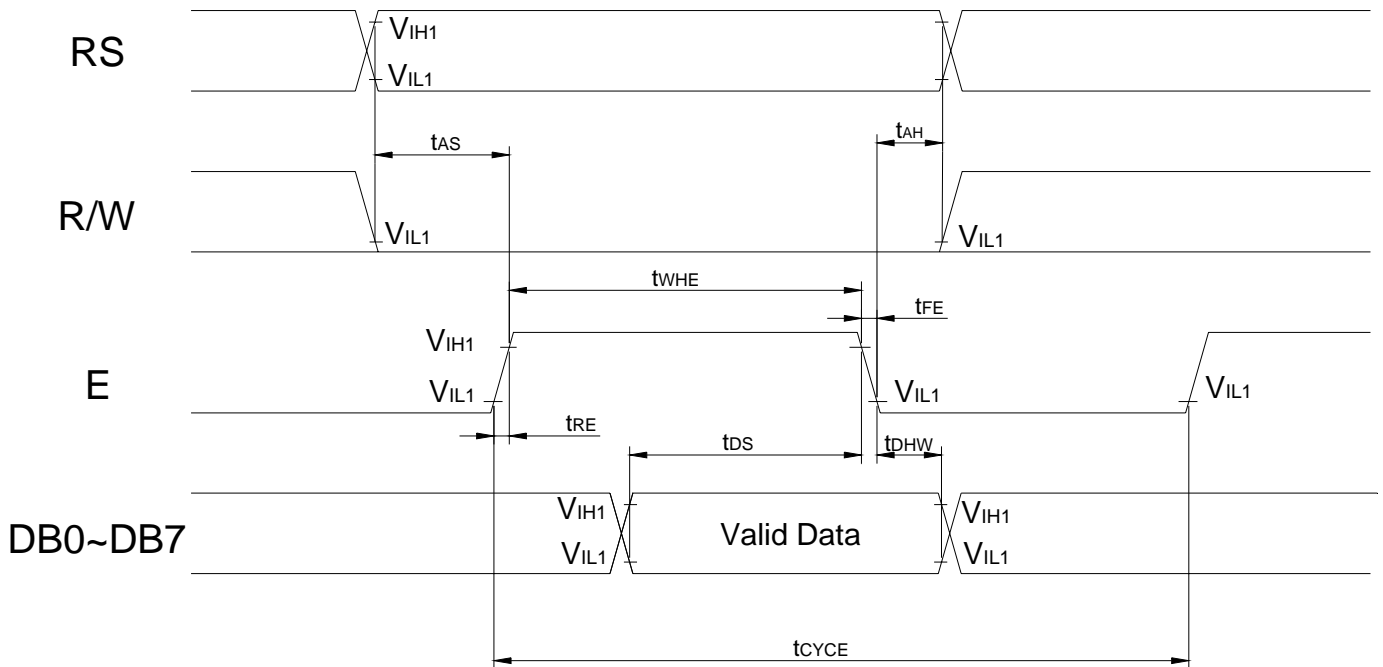 RS
VIH1
VIL1
tAS
tAH
R/W
VIL1
VIL1
tWHE
tFE
E
VIH1
VIL1
VIL1
VIL1
tRE
tDS
tDHW
DB0~DB7
VIH1
VIL1
Valid Data
VIH1
VIL1
tCYCE